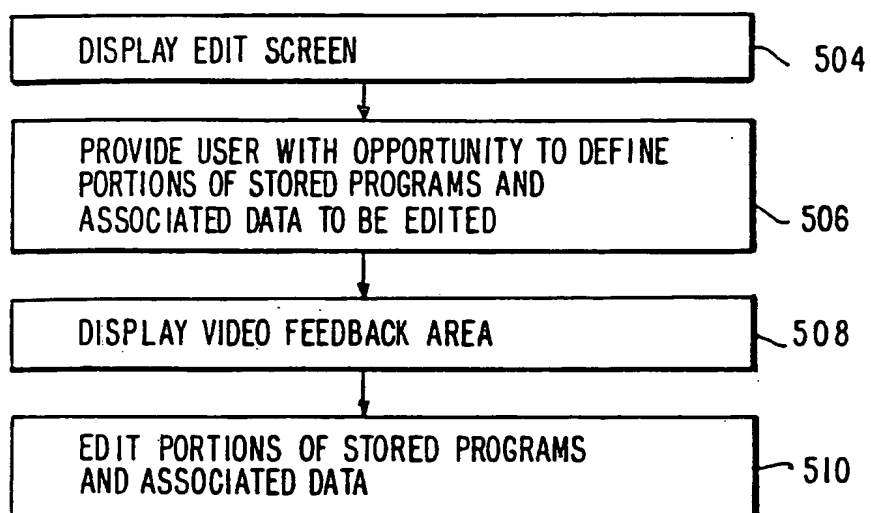 DISPLAY EDIT SCREEN
504
PROVIDE USER WITH OPPORTUNITY TO DEFINE
PORTIONS OF STORED PROGRAMS AND
ASSOCIATED DATA TO BE EDITED
506
DISPLAY VIDEO FEEDBACK AREA
508
EDIT PORTIONS OF STORED PROGRAMS
AND ASSOCIATED DATA
510